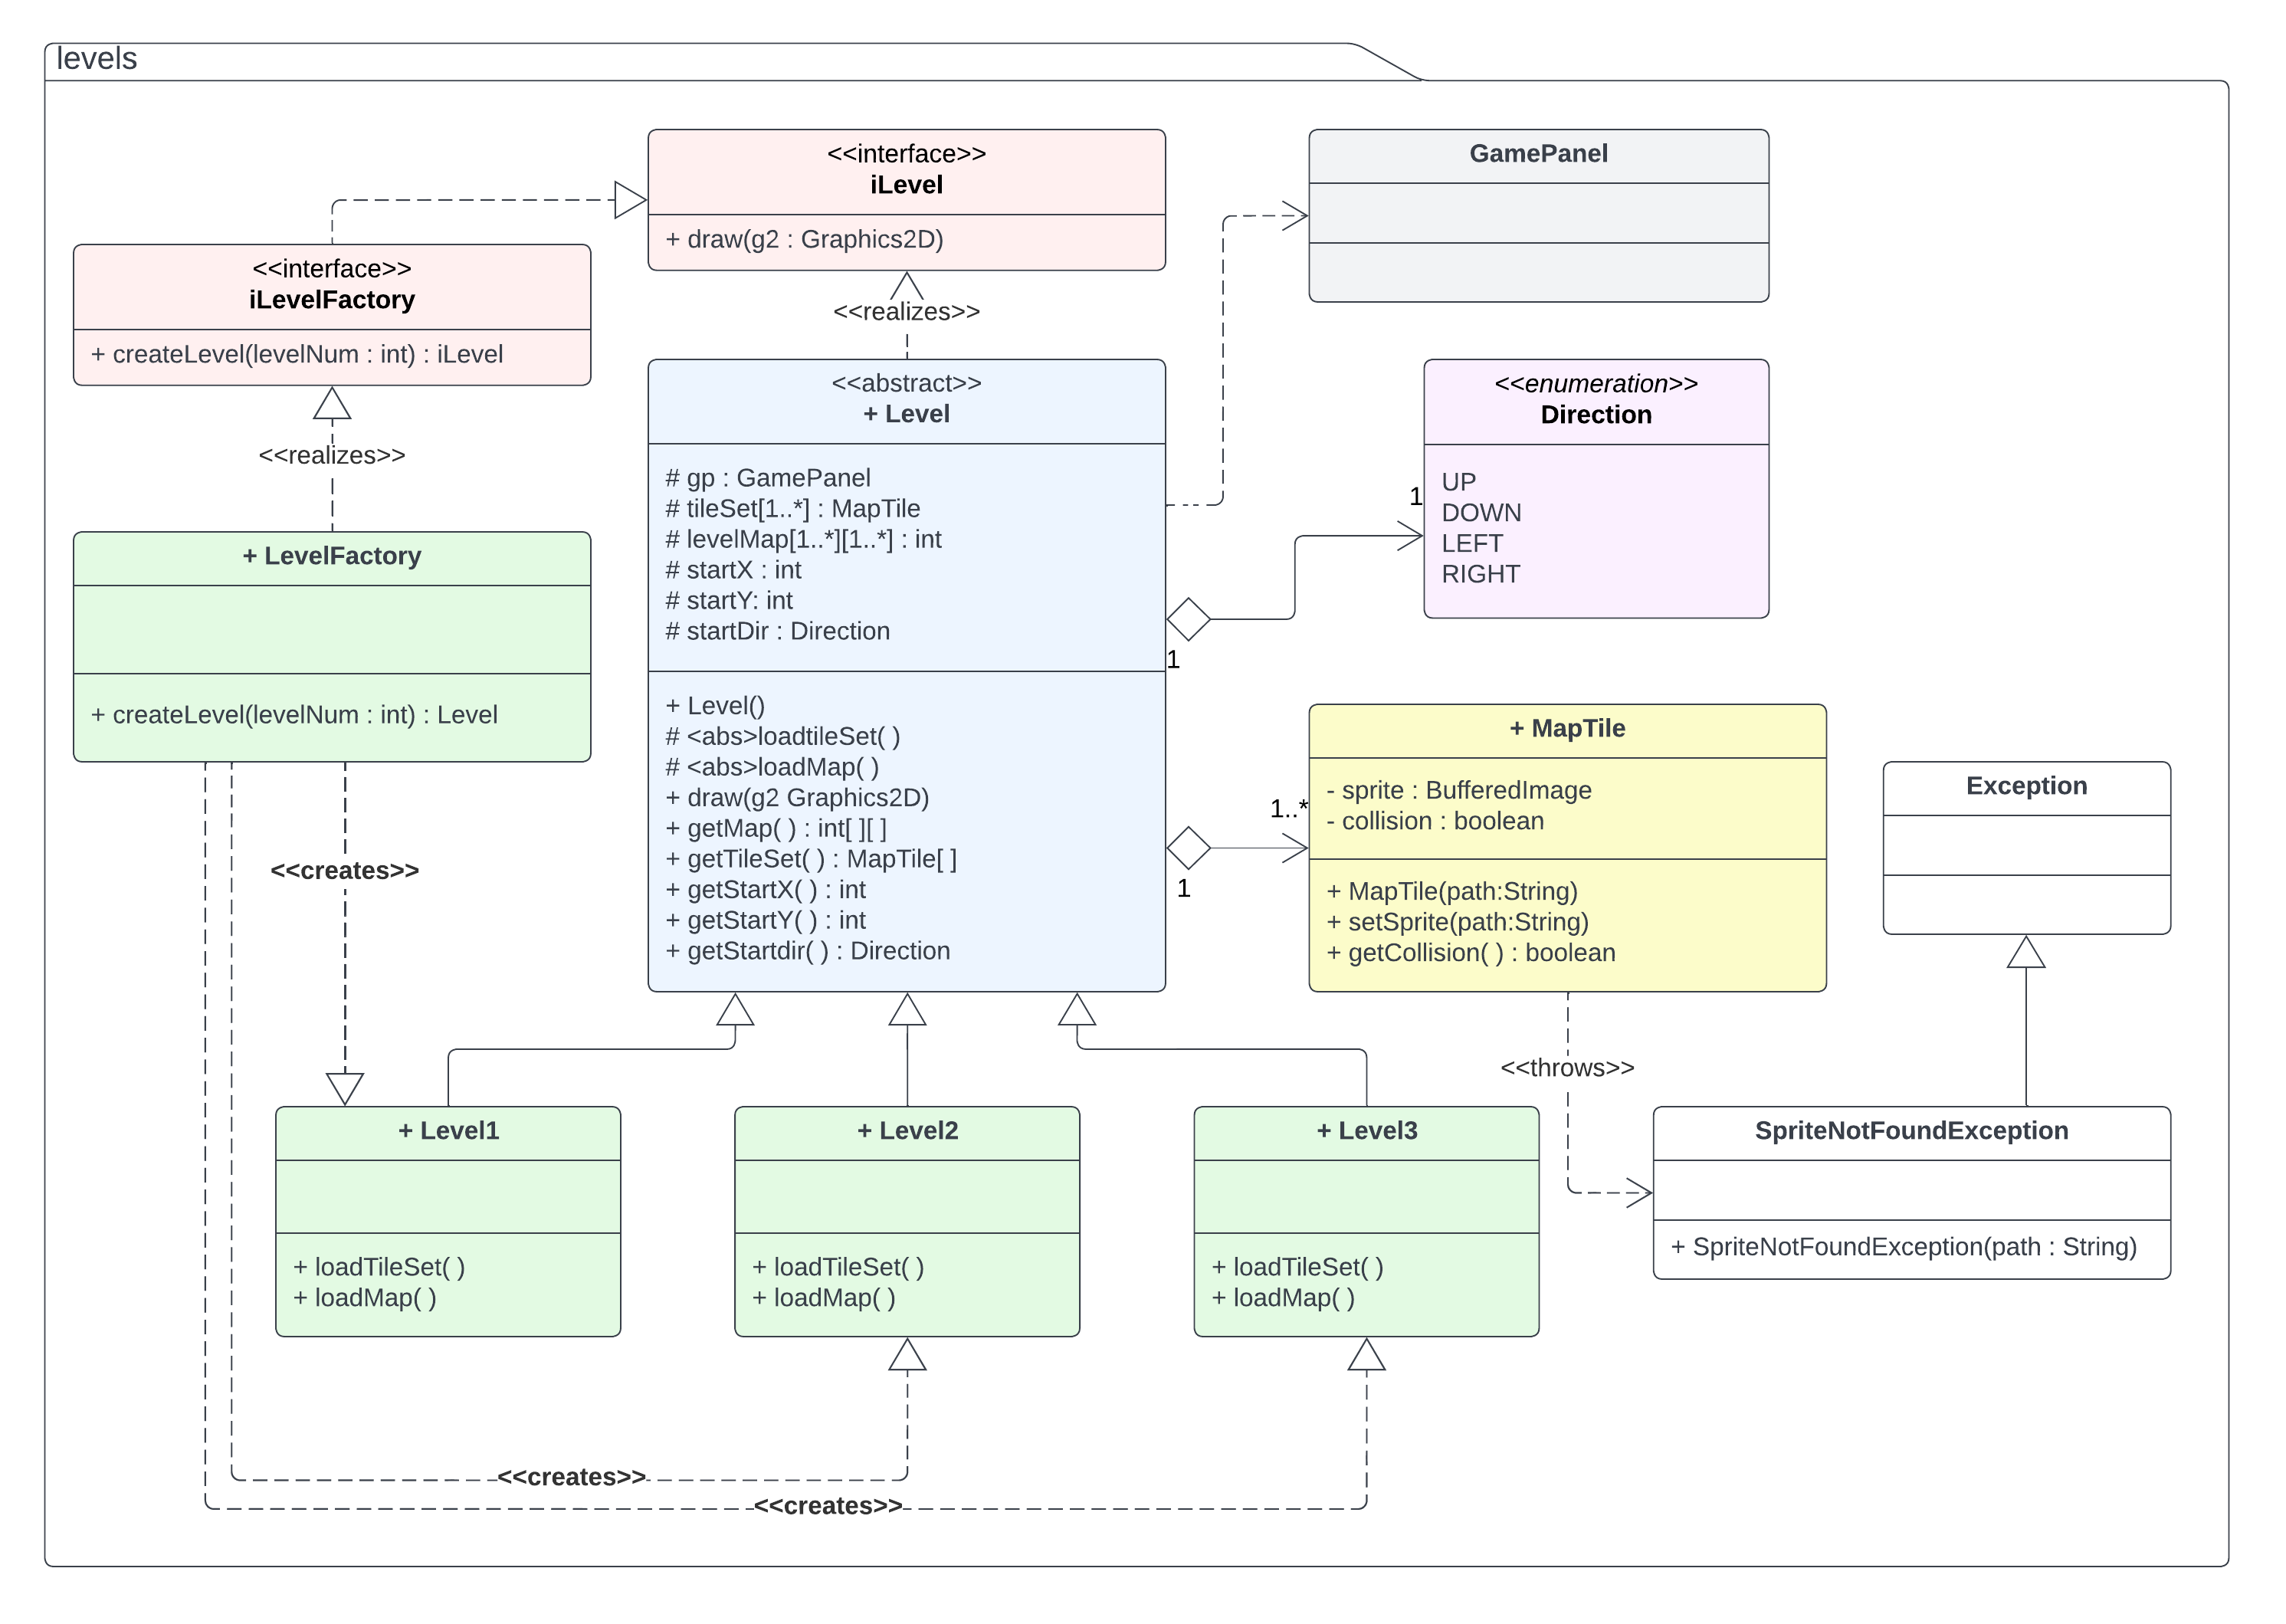 levels
<<interface>>
iLevel
+ draw(g2 : Graphics2D)
GamePanel
<<interface>>
iLevelFactory
+ createLevel(levelNum : int) : iLevel
<<realizes>>
<<realizes>>
+ LevelFactory
+ createLevel(levelNum : int) : Level
<<abstract>>
+ Level
# gp : GamePanel
# tileSet[1..*] : MapTile
# levelMap[1..*][1..*] : int
# startX : int
# startY: int
# startDir : Direction
+ Level()
# <abs>loadtileSet( )
# <abs>loadMap( )
+ draw(g2 Graphics2D)
+ getMap( ) : int[ ][ ]
+ getTileSet( ) : MapTile[ ]
+ getStartX( ) : int
+ getStartY( ) : int
+ getStartdir( ) : Direction
<<enumeration>>
Direction
UP
DOWN
LEFT
RIGHT
1
1
1..*
1
+ MapTile
- sprite : BufferedImage
- collision : boolean
+ MapTile(path:String)
+ setSprite(path:String)
+ getCollision( ) : boolean
Exception
<<creates>>
<<throws>>
+ Level1
+ loadTileSet( )
+ loadMap( )
+ Level2
+ loadTileSet( )
+ loadMap( )
+ Level3
+ loadTileSet( )
+ loadMap( )
SpriteNotFoundException
+ SpriteNotFoundException(path : String)
<<creates>>
<<creates>>